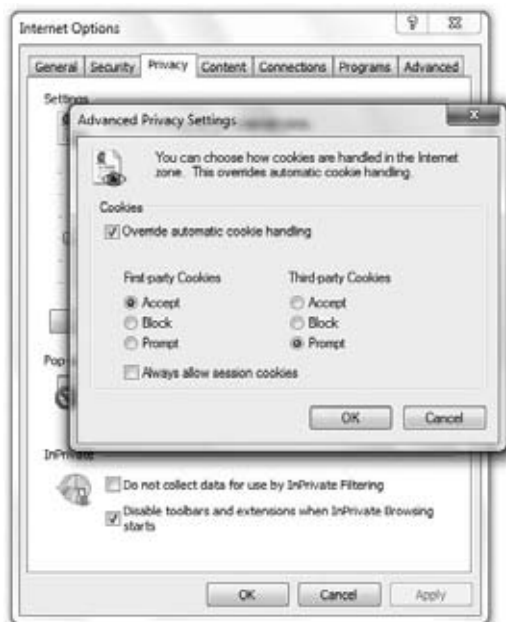 Internet Options
General Security Privacy Content Connections Programs Advanced
Settings
Advanced Privacy Settings
You can choose how cookies are handled in the Internet
zone. This overrides automatic cookie handling.
Cookies
Override automatic cookie handling
First-party Cookies Third-party Cookies
Accept Accept
Block Block
Prompt Prompt
Always allow session cookies
OK Cancel
InPrivate
Do not collect data for use by InPrivate Filtering
Disable toolbars and extensions when InPrivate Browsing
starts
OK Cancel Apply